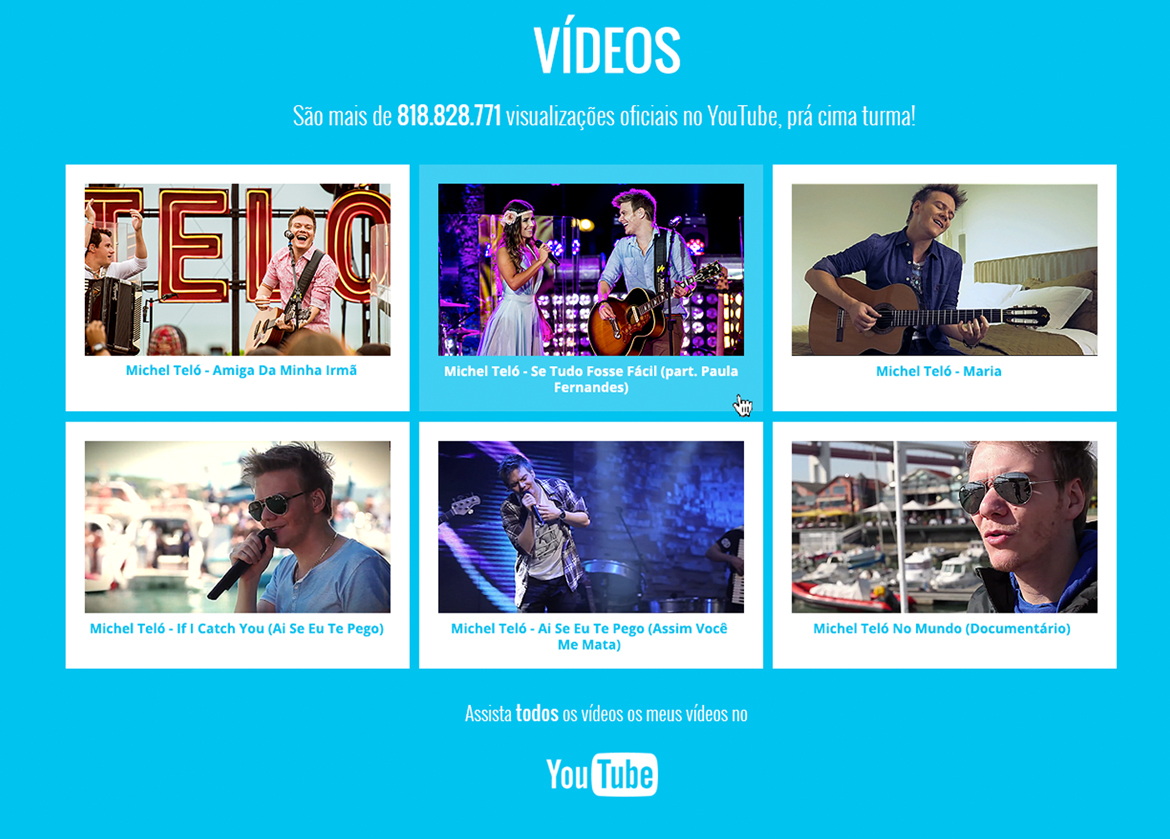 VÍDEOS
São mais de 818.828.771 visualizações oficiais no YouTube, prá cima turma!
TELO
Michel Teló - Amiga Da Minha Irmã
Michel Teló - Se Tudo Fosse Fácil (part. Paula
Fernandes)
Michel Teló - Maria
Michel Teló - If I Catch You (Ai Se Eu Te Pego)
Michel Teló - Ai Se Eu Te Pego (Assim Você
Me Mata)
Michel Teló No Mundo (Documentário)
Assista todos os vídeos os meus vídeos no
YouTube